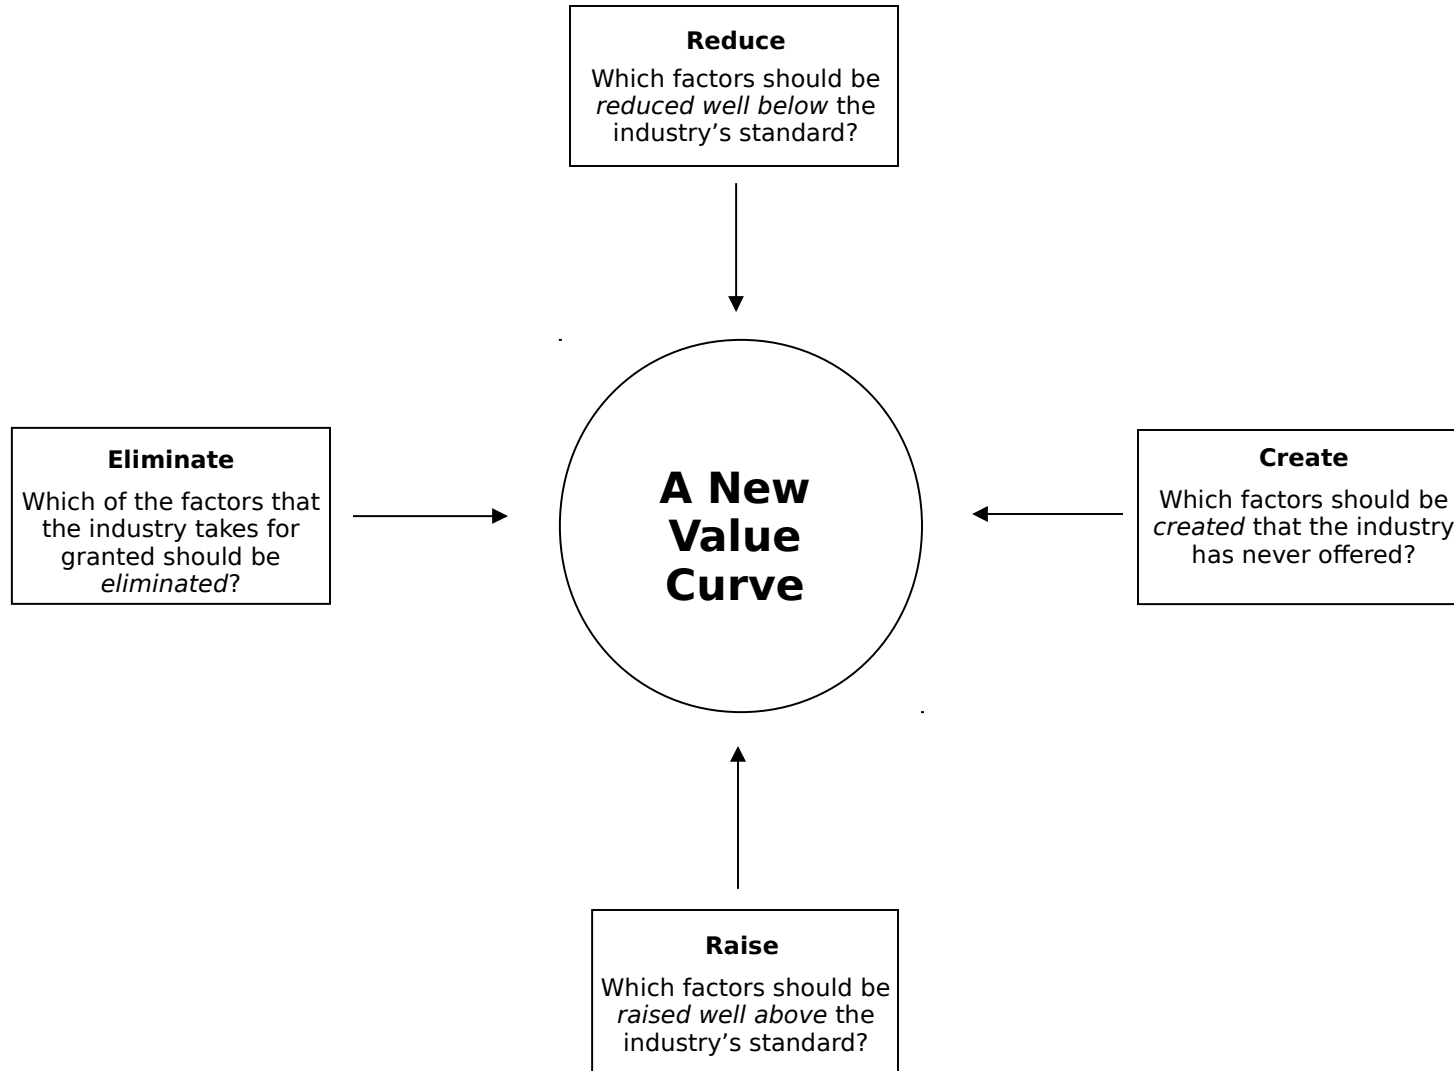 Reduce
Which factors should be
reduced well below the
industry’s standard?
Eliminate
Which of the factors that
the industry takes for
granted should be
eliminated?
A New
Value
Curve
Create
Which factors should be
created that the industry
has never offered?
Raise
Which factors should be
raised well above the
industry’s standard?